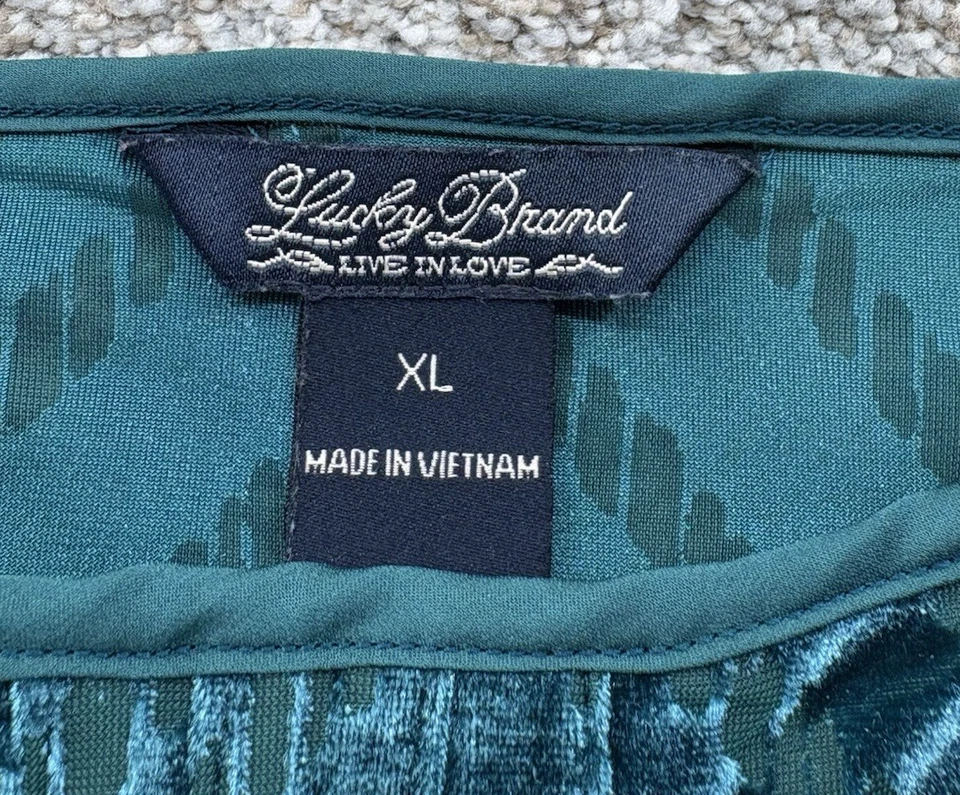 Lucky Brand
LIVE IN LOVE
XL
MADE IN VIETNAM